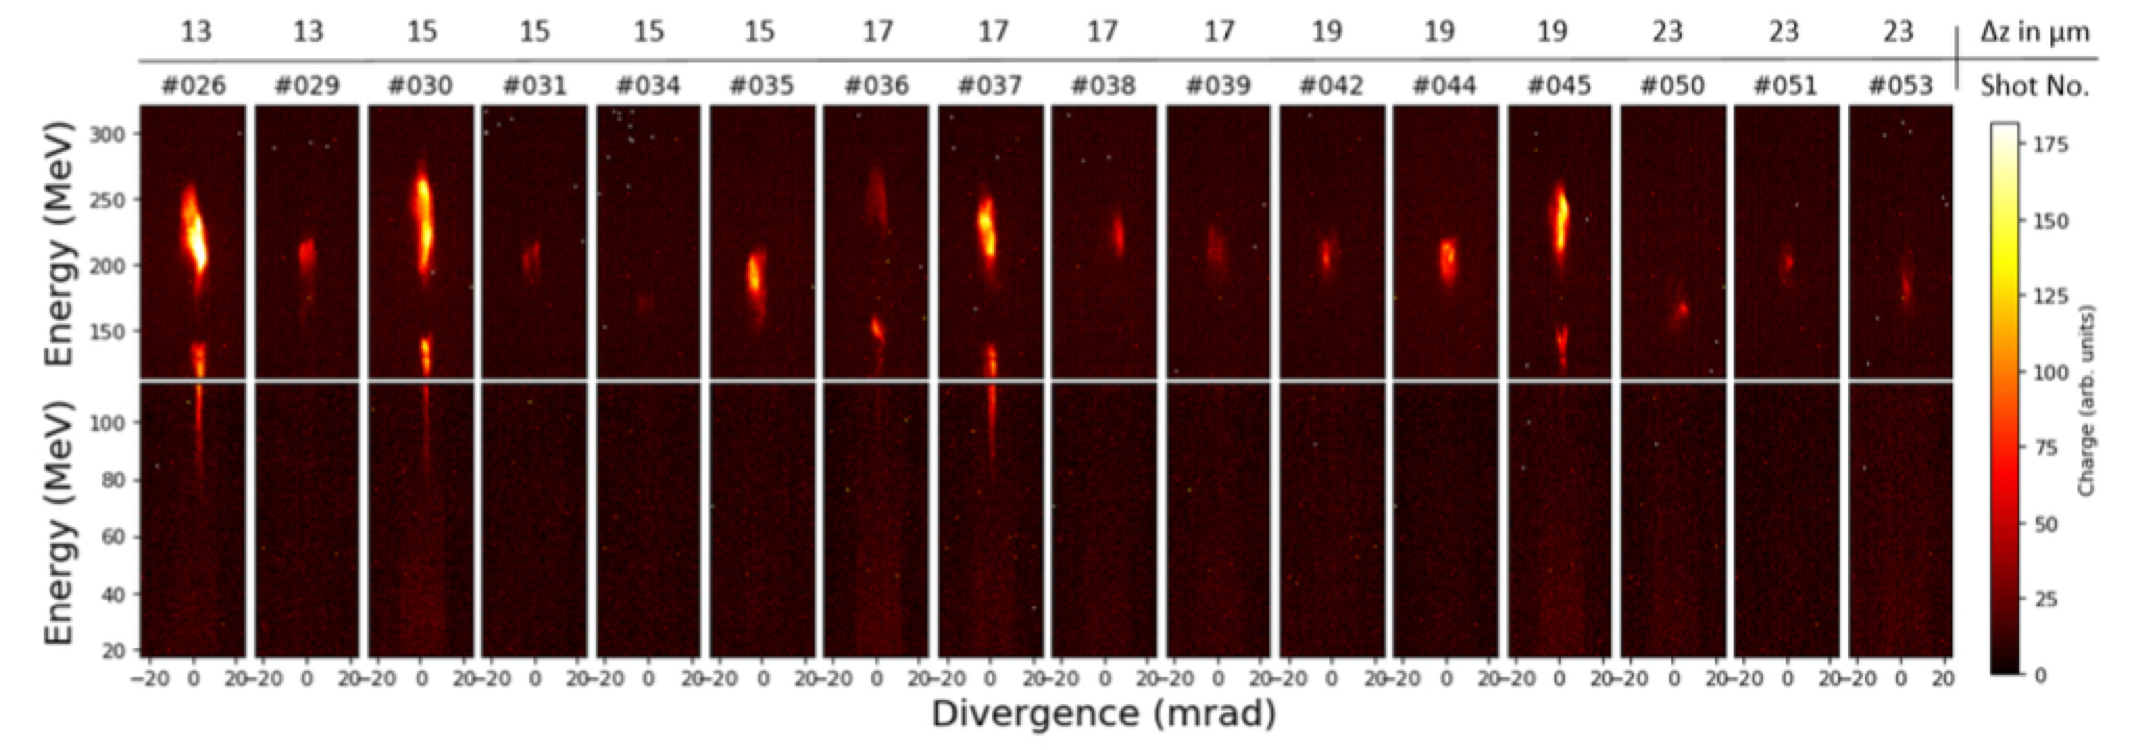 13 13 15 15 15 15 17 17 17 17 19 19 19 23 23 23 Δz in µm
#026 #029 #030 #031 #034 #035 #036 #037 #038 #039 #042 #044 #045 #050 #051 #053 Shot No.
Energy (MeV)
300
250
200
150
Energy (MeV)
100
80
60
40
20
−20 0 20 −20 0 20 −20 0 20 −20 0 20 −20 0 20 −20 0 20 −20 0 20 −20 0 20 −20 0 20 −20 0 20 −20 0 20 −20 0 20 −20 0 20 −20 0 20 −20 0 20 −20 0 20
Divergence (mrad)
175
150
125
100
75
50
25
0
Charge (arb. units)